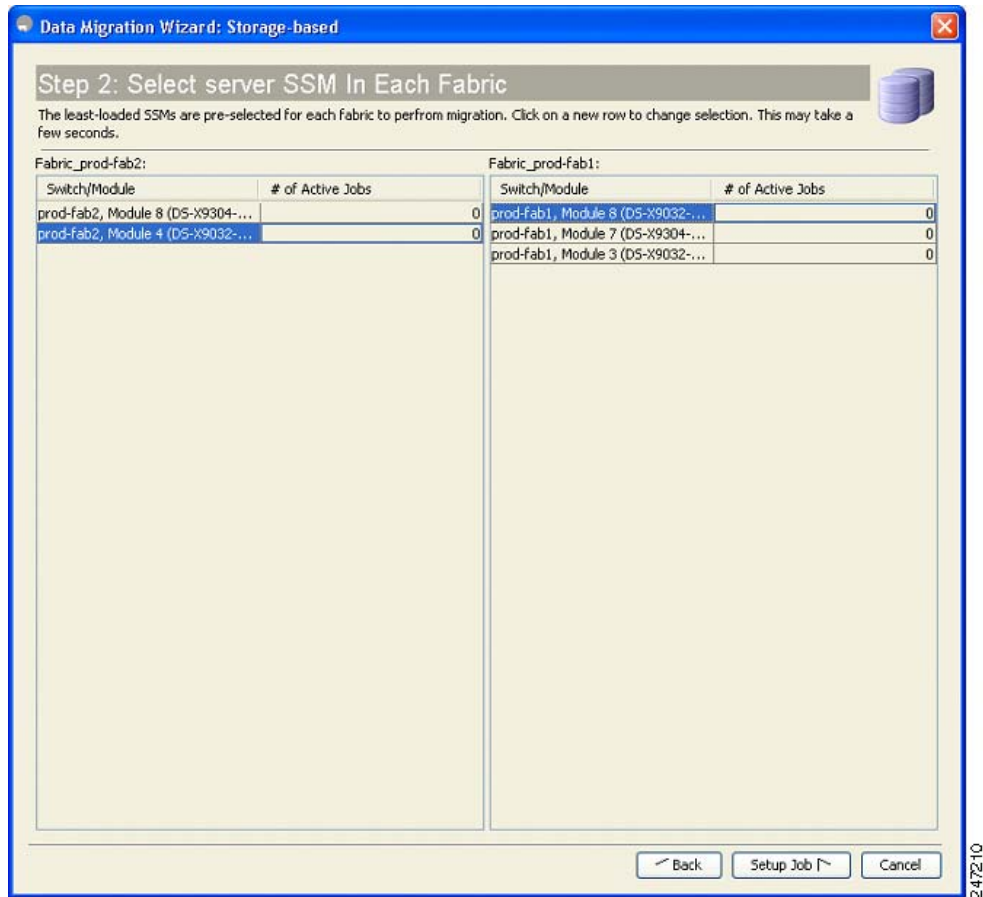 Data Migration Wizard: Storage-based
Step 2: Select server SSM In Each Fabric
The least-loaded SSMs are pre-selected for each fabric to perfrom migration. Click on a new row to change selection. This may take a
few seconds.
Fabric_prod-fab2:
Switch/Module # of Active Jobs
prod-fab2, Module 8 (DS-X9304-... 0
prod-fab2, Module 4 (DS-X9032-... 0
Fabric_prod-fab1:
Switch/Module # of Active Jobs
prod-fab1, Module 8 (DS-X9032-... 0
prod-fab1, Module 7 (DS-X9304-... 0
prod-fab1, Module 3 (DS-X9032-... 0
Back Setup Job Cancel
247210